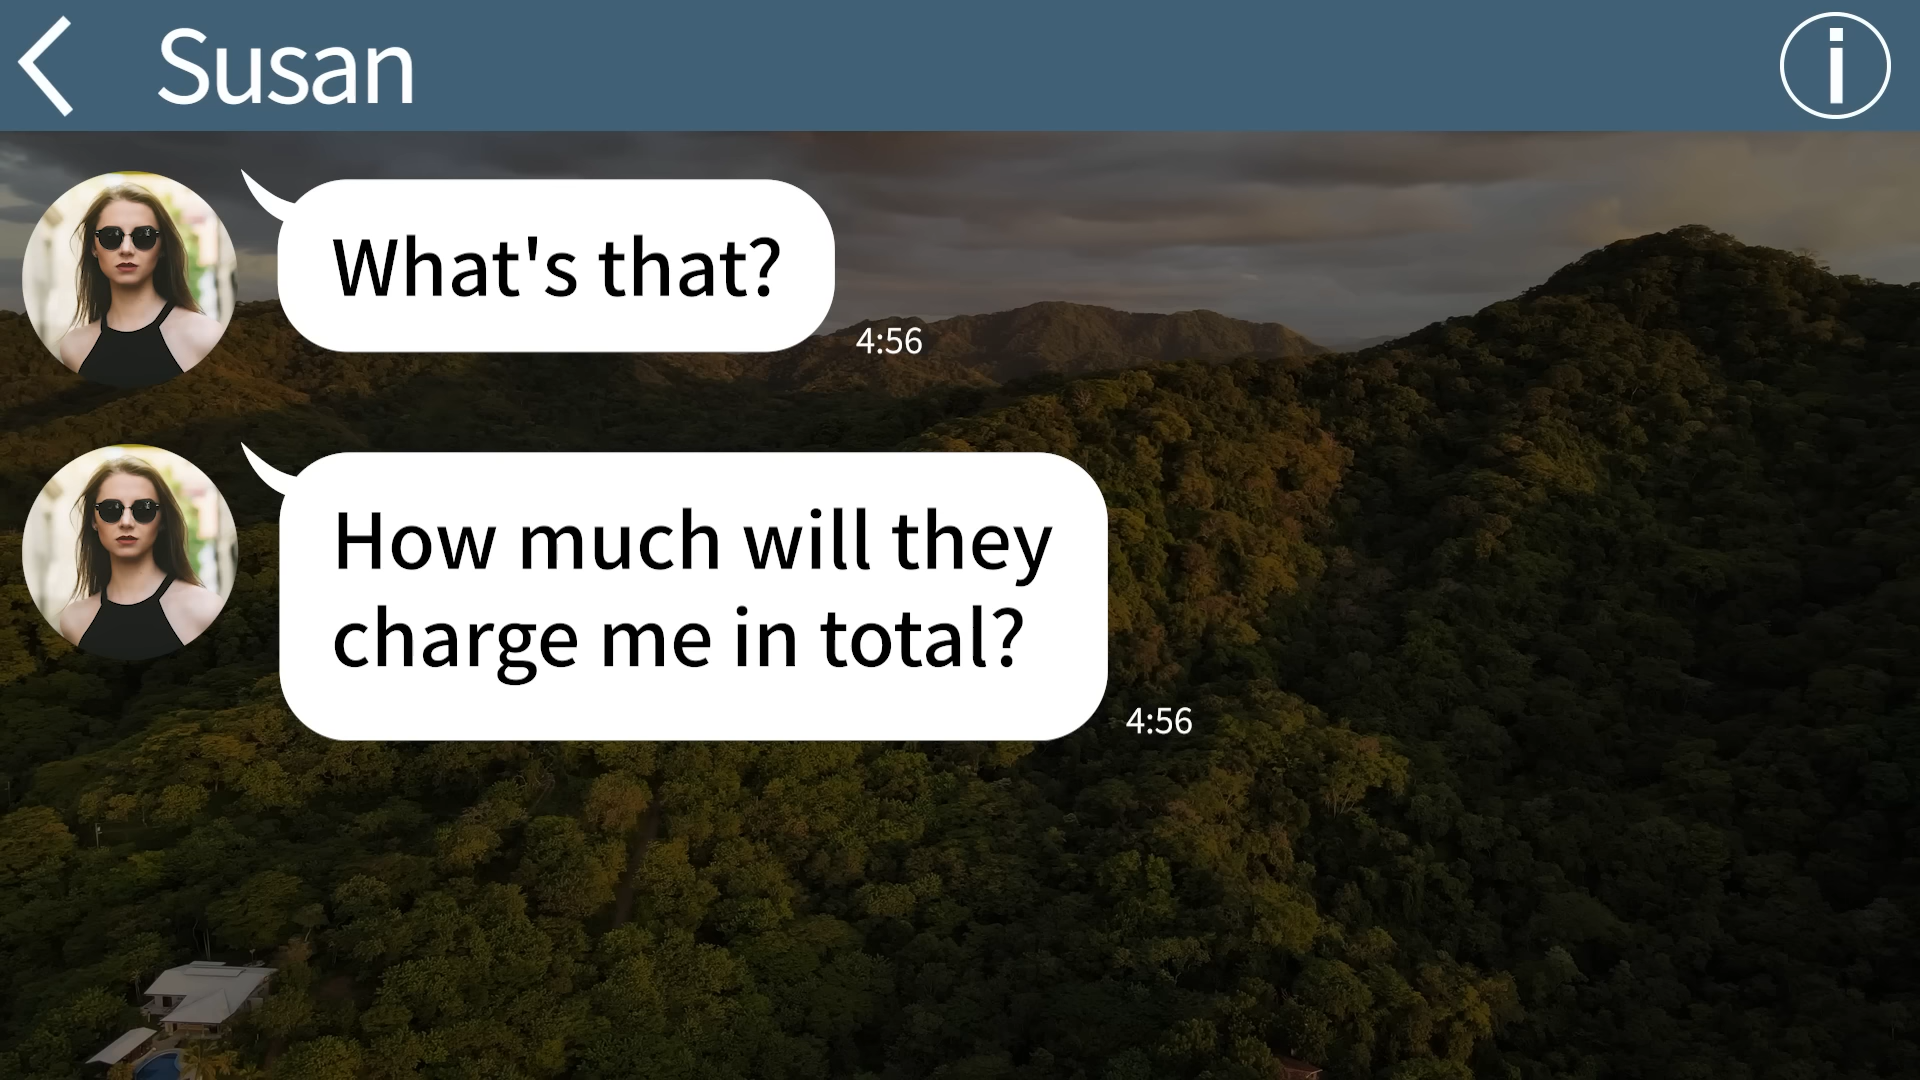 Susan
What's that?
4:56
How much will they
charge me in total?
4:56